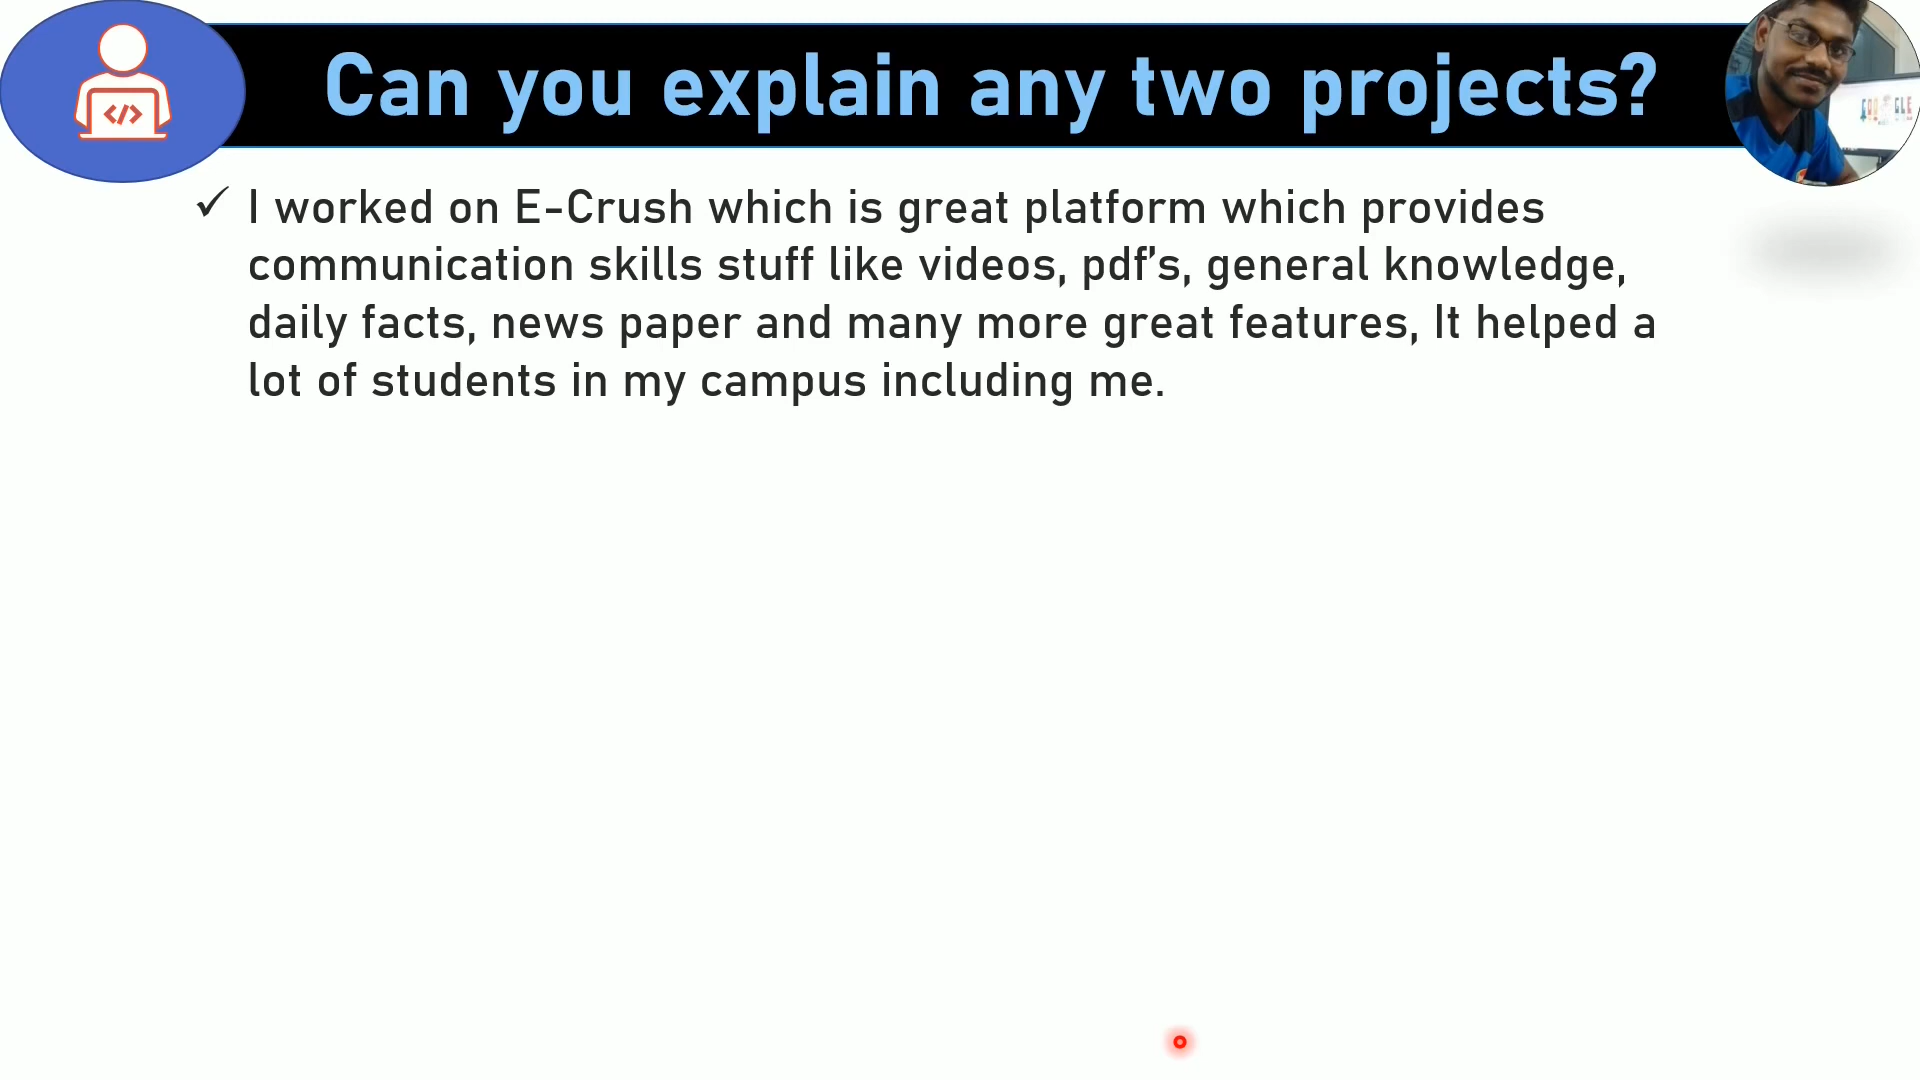 Can you explain any two projects?
</>
✓ I worked on E-Crush which is great platform which provides
communication skills stuff like videos, pdf's, general knowledge,
daily facts, news paper and many more great features, It helped a
lot of students in my campus including me.